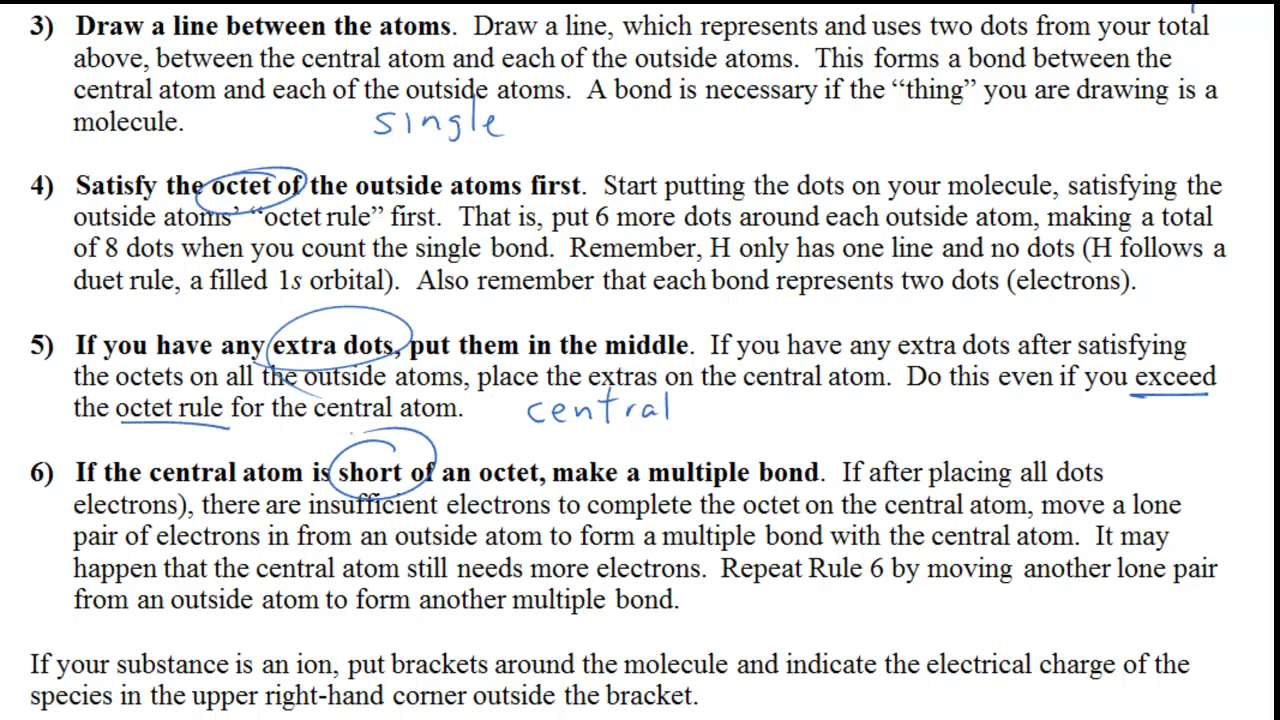 3) Draw a line between the atoms. Draw a line, which represents and uses two dots from your total
above, between the central atom and each of the outside atoms. This forms a bond between the
central atom and each of the outside atoms. A bond is necessary if the “thing” you are drawing is a
molecule.
single
4) Satisfy the octet of the outside atoms first. Start putting the dots on your molecule, satisfying the
outside atoms’ “octet rule” first. That is, put 6 more dots around each outside atom, making a total
of 8 dots when you count the single bond. Remember, H only has one line and no dots (H follows a
duet rule, a filled 1s orbital). Also remember that each bond represents two dots (electrons).
5) If you have any extra dots, put them in the middle. If you have any extra dots after satisfying
the octets on all the outside atoms, place the extras on the central atom. Do this even if you exceed
the octet rule for the central atom.
central
6) If the central atom is short of an octet, make a multiple bond. If after placing all dots
electrons), there are insufficient electrons to complete the octet on the central atom, move a lone
pair of electrons in from an outside atom to form a multiple bond with the central atom. It may
happen that the central atom still needs more electrons. Repeat Rule 6 by moving another lone pair
from an outside atom to form another multiple bond.
If your substance is an ion, put brackets around the molecule and indicate the electrical charge of the
species in the upper right-hand corner outside the bracket.